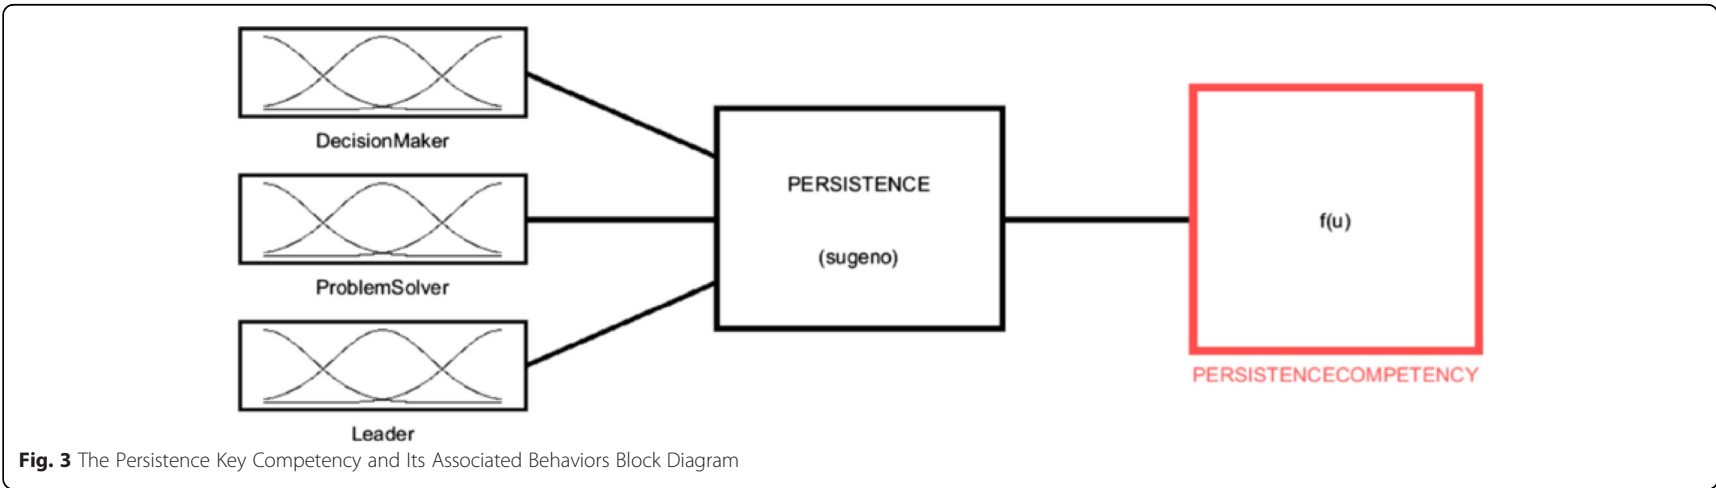 DecisionMaker
ProblemSolver
Leader
PERSISTENCE
(sugeno)
f(u)
PERSISTENCECOMPETENCY
Fig. 3 The Persistence Key Competency and Its Associated Behaviors Block Diagram